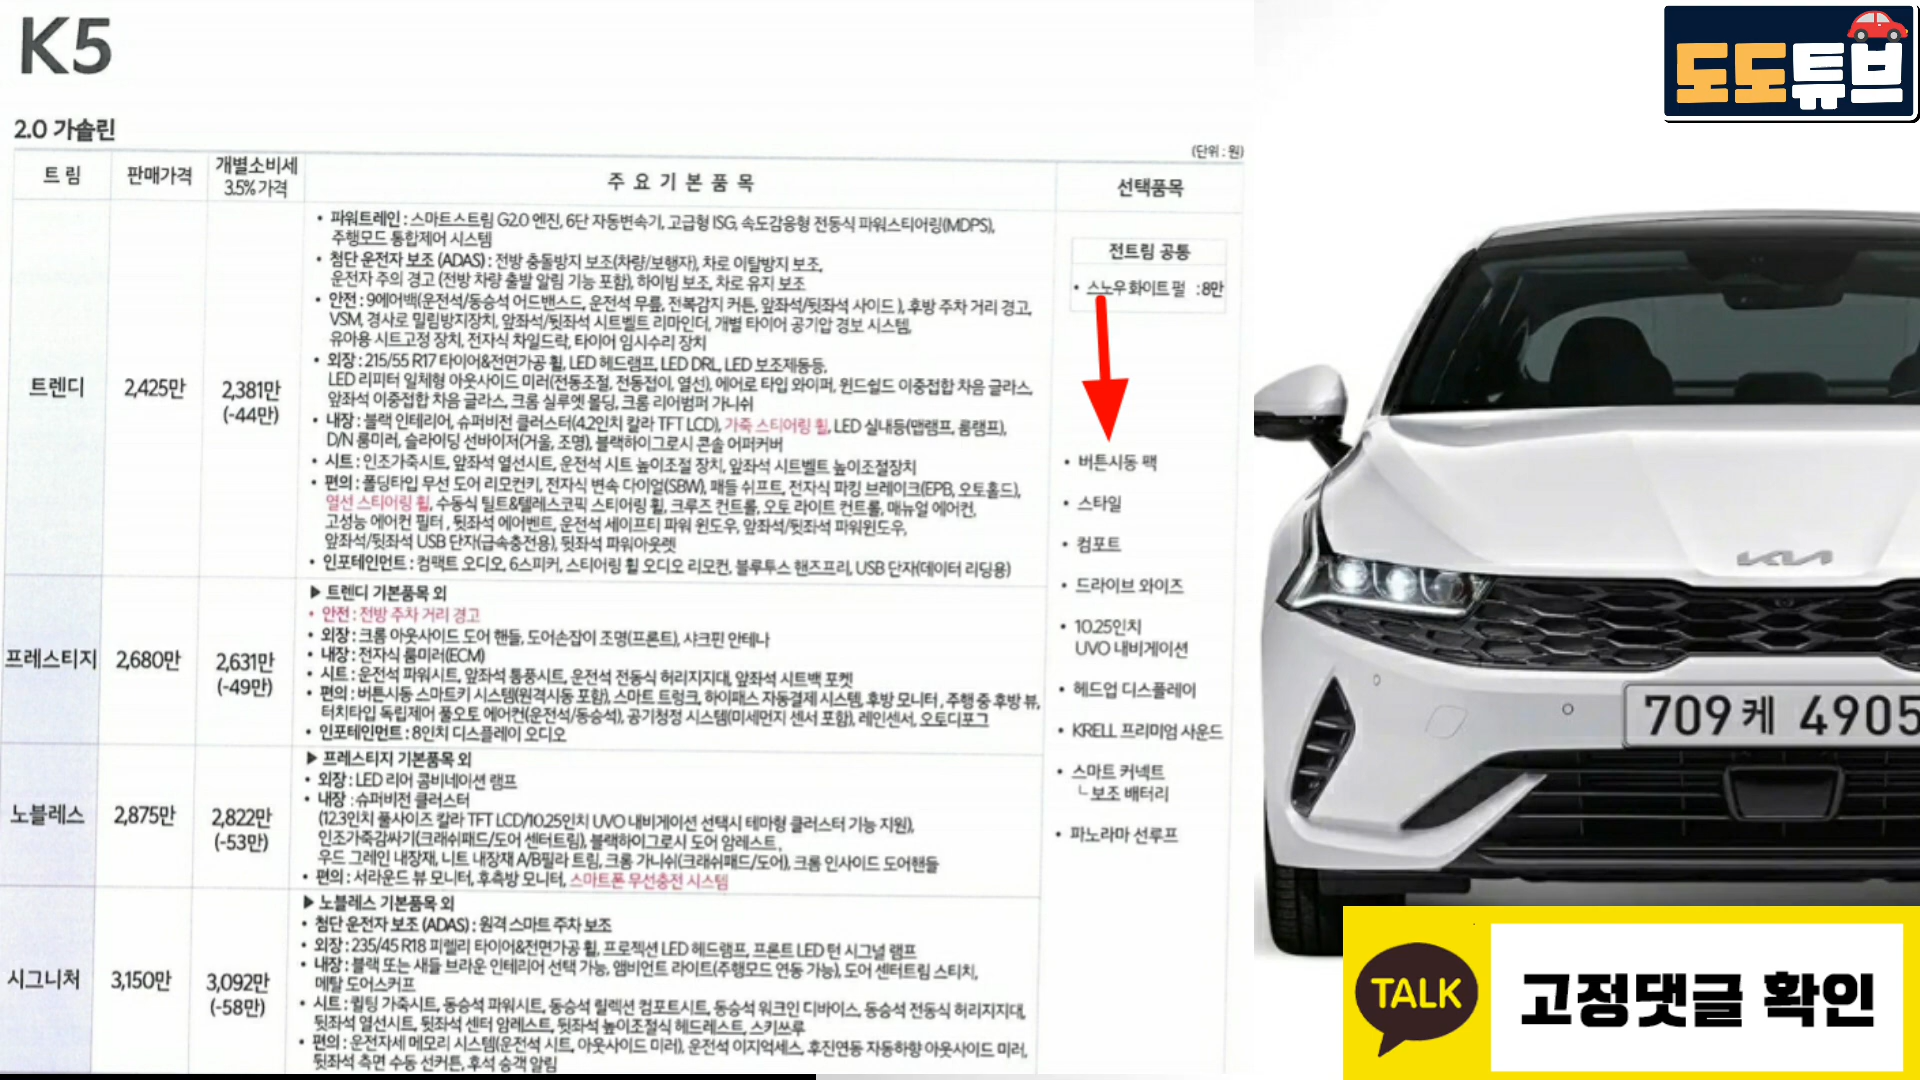 K5
2.0 가솔린
(단위 : 원)
트 림
판매가격
개별소비세
3.5% 가격
주 요 기 본 품 목
선택품목
트렌디
2,425만
2,381만
(-44만)
• 파워트레인 : 스마트스트림 G2.0 엔진, 6단 자동변속기, 고급형 ISG, 속도감응형 전동식 파워스티어링(MDPS),
주행모드 통합제어 시스템
• 첨단 운전자 보조 (ADAS) : 전방 충돌방지 보조(차량/보행자), 차로 이탈방지 보조,
운전자 주의 경고 (전방 차량 출발 알림 기능 포함), 하이빔 보조, 차로 유지 보조
• 안전 : 9에어백(운전석/동승석 어드밴스드, 운전석 무릎, 전복감지 커튼, 앞좌석/뒷좌석 사이드 ), 후방 주차 거리 경고,
VSM, 경사로 밀림방지장치, 앞좌석/뒷좌석 시트벨트 리마인더, 개별 타이어 공기압 경보 시스템,
유아용 시트고정 장치, 전자식 차일드락, 타이어 임시수리 장치
• 외장 : 215/55 R17 타이어&전면가공 휠, LED 헤드램프, LED DRL, LED 보조제동등,
LED 리피터 일체형 아웃사이드 미러(전동조절, 전동접이, 열선), 에어로 타입 와이퍼, 윈드쉴드 이중접합 차음 글라스,
앞좌석 이중접합 차음 글라스, 크롬 실루엣 몰딩, 크롬 리어범퍼 가니쉬
• 내장 : 블랙 인테리어, 슈퍼비전 클러스터(4.2인치 칼라 TFT LCD), 가죽 스티어링 휠, LED 실내등(맵램프, 룸램프),
D/N 룸미러, 슬라이딩 선바이저(거울, 조명), 블랙하이그로시 콘솔 어퍼커버
• 시트 : 인조가죽시트, 앞좌석 열선시트, 운전석 시트 높이조절 장치, 앞좌석 시트벨트 높이조절장치
• 편의 : 폴딩타입 무선 도어 리모컨키, 전자식 변속 다이얼(SBW), 패들 쉬프트, 전자식 파킹 브레이크(EPB, 오토홀드),
열선 스티어링 휠, 수동식 틸트&텔레스코픽 스티어링 휠, 크루즈 컨트롤, 오토 라이트 컨트롤, 매뉴얼 에어컨,
고성능 에어컨 필터 , 뒷좌석 에어벤트, 운전석 세이프티 파워 윈도우, 앞좌석/뒷좌석 파워윈도우,
앞좌석/뒷좌석 USB 단자(급속충전용), 뒷좌석 파워아웃렛
• 인포테인먼트 : 컴팩트 오디오, 6스피커, 스티어링 휠 오디오 리모컨, 블루투스 핸즈프리, USB 단자(데이터 리딩용)
프레스티지
2,680만
2,631만
(-49만)
▶ 트렌디 기본품목 외
• 안전 : 전방 주차 거리 경고
• 외장 : 크롬 아웃사이드 도어 핸들, 도어손잡이 조명(프론트), 샤크핀 안테나
• 내장 : 전자식 룸미러(ECM)
• 시트 : 운전석 파워시트, 앞좌석 통풍시트, 운전석 전동식 허리지지대, 앞좌석 시트백 포켓
• 편의 : 버튼시동 스마트키 시스템(원격시동 포함), 스마트 트렁크, 하이패스 자동결제 시스템, 후방 모니터 , 주행 중 후방 뷰,
터치타입 독립제어 풀오토 에어컨(운전석/동승석), 공기청정 시스템(미세먼지 센서 포함), 레인센서, 오토디포그
• 인포테인먼트 : 8인치 디스플레이 오디오
노블레스
2,875만
2,822만
(-53만)
▶ 프레스티지 기본품목 외
• 외장 : LED 리어 콤비네이션 램프
• 내장 : 슈퍼비전 클러스터
(12.3인치 풀사이즈 칼라 TFT LCD/10.25인치 UVO 내비게이션 선택시 테마형 클러스터 기능 지원),
인조가죽감싸기(크래쉬패드/도어 센터트림), 블랙하이그로시 도어 암레스트,
우드 그레인 내장재, 니트 내장재 A/B필라 트림, 크롬 가니쉬(크래쉬패드/도어), 크롬 인사이드 도어핸들
• 편의 : 서라운드 뷰 모니터, 후측방 모니터, 스마트폰 무선충전 시스템
시그니처
3,150만
3,092만
(-58만)
▶ 노블레스 기본품목 외
• 첨단 운전자 보조 (ADAS) : 원격 스마트 주차 보조
• 외장 : 235/45 R18 피렐리 타이어&전면가공 휠, 프로젝션 LED 헤드램프, 프론트 LED 턴 시그널 램프
• 내장 : 블랙 또는 새들 브라운 인테리어 선택 가능, 앰비언트 라이트(주행모드 연동 가능), 도어 센터트림 스티치,
메탈 도어스커프
• 시트 : 퀼팅 가죽시트, 동승석 파워시트, 동승석 릴렉션 컴포트시트, 동승석 워크인 디바이스, 동승석 전동식 허리지지대,
뒷좌석 열선시트, 뒷좌석 센터 암레스트, 뒷좌석 높이조절식 헤드레스트, 스키쓰루
• 편의 : 운전자세 메모리 시스템(운전석 시트, 아웃사이드 미러), 운전석 이지억세스, 후진연동 자동하향 아웃사이드 미러,
뒷좌석 측면 수동 선커튼, 후석 승객 알림
전트림 공통
• 스노우 화이트 펄 : 8만
• 버튼시동 팩
• 스타일
• 컴포트
• 드라이브 와이즈
• 10.25인치
UVO 내비게이션
• 헤드업 디스플레이
• KRELL 프리미엄 사운드
• 스마트 커넥트
└ 보조 배터리
• 파노라마 선루프
도도튜브
KIA
709케 4905
TALK
고정댓글 확인